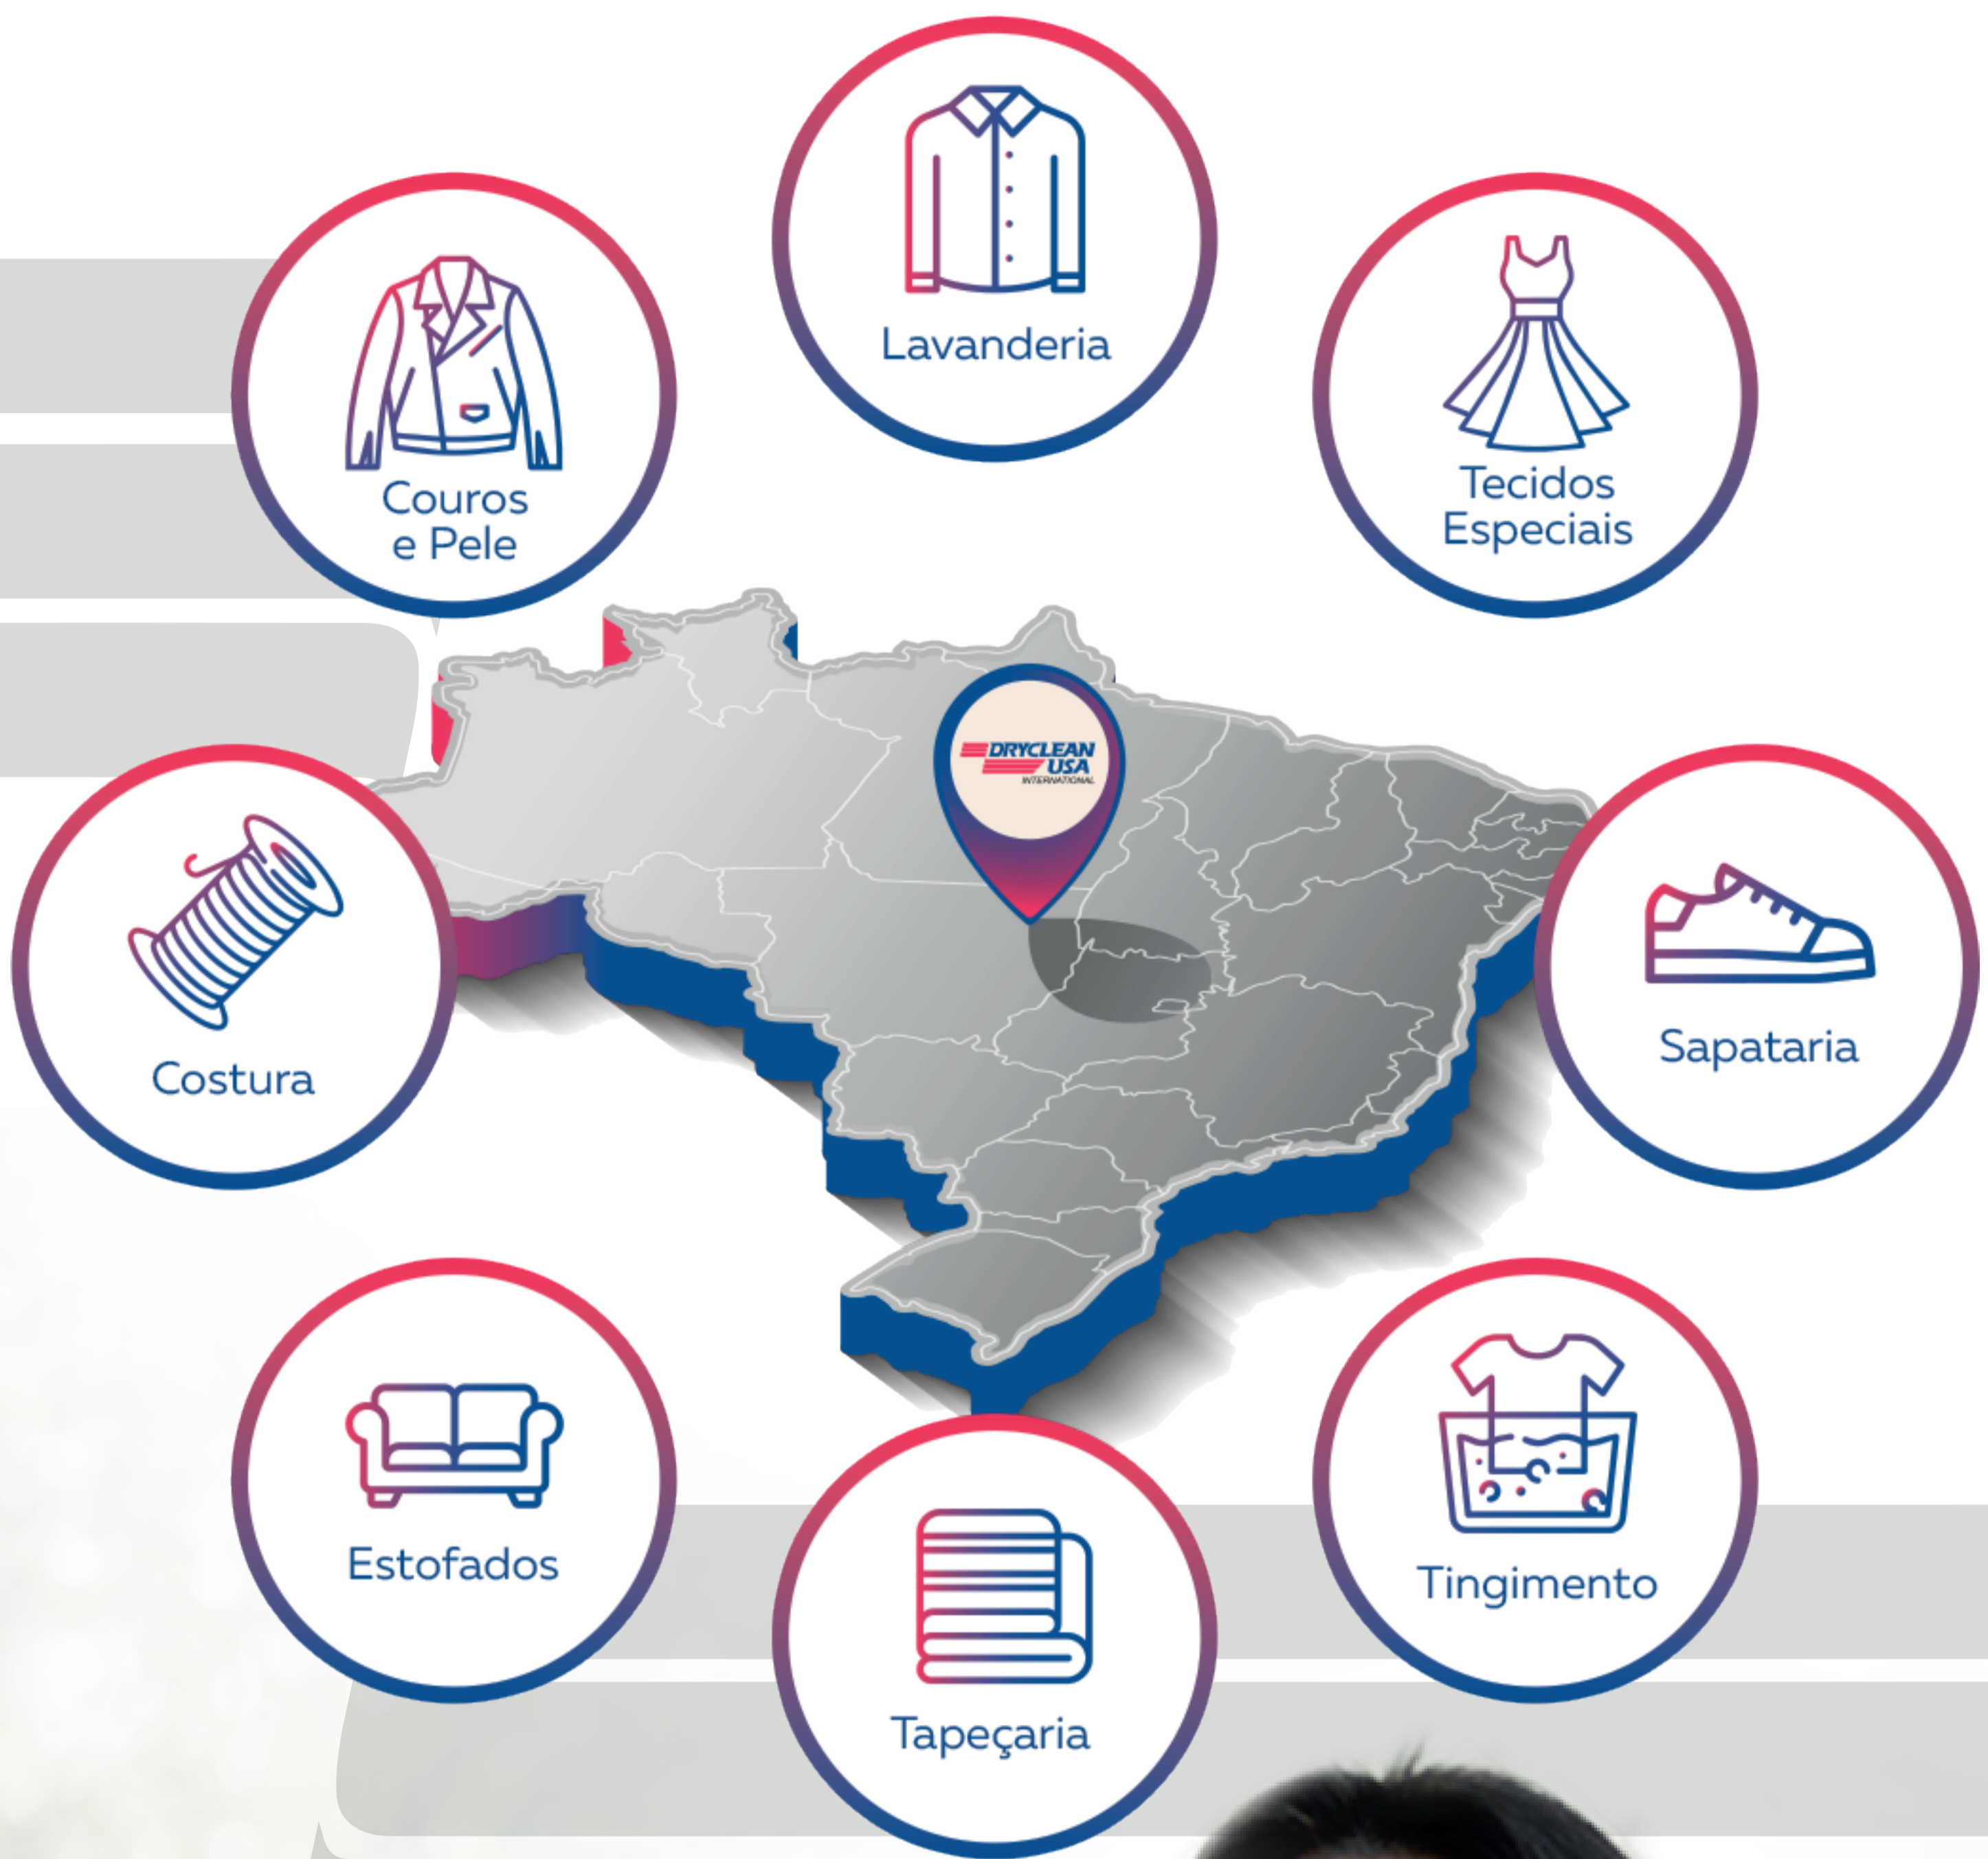 Lavanderia
Couros
e Pele
Tecidos
Especiais
DRYCLEAN
USA
INTERNATIONAL
Costura
Sapataria
Estofados
Tingimento
Tapeçaria